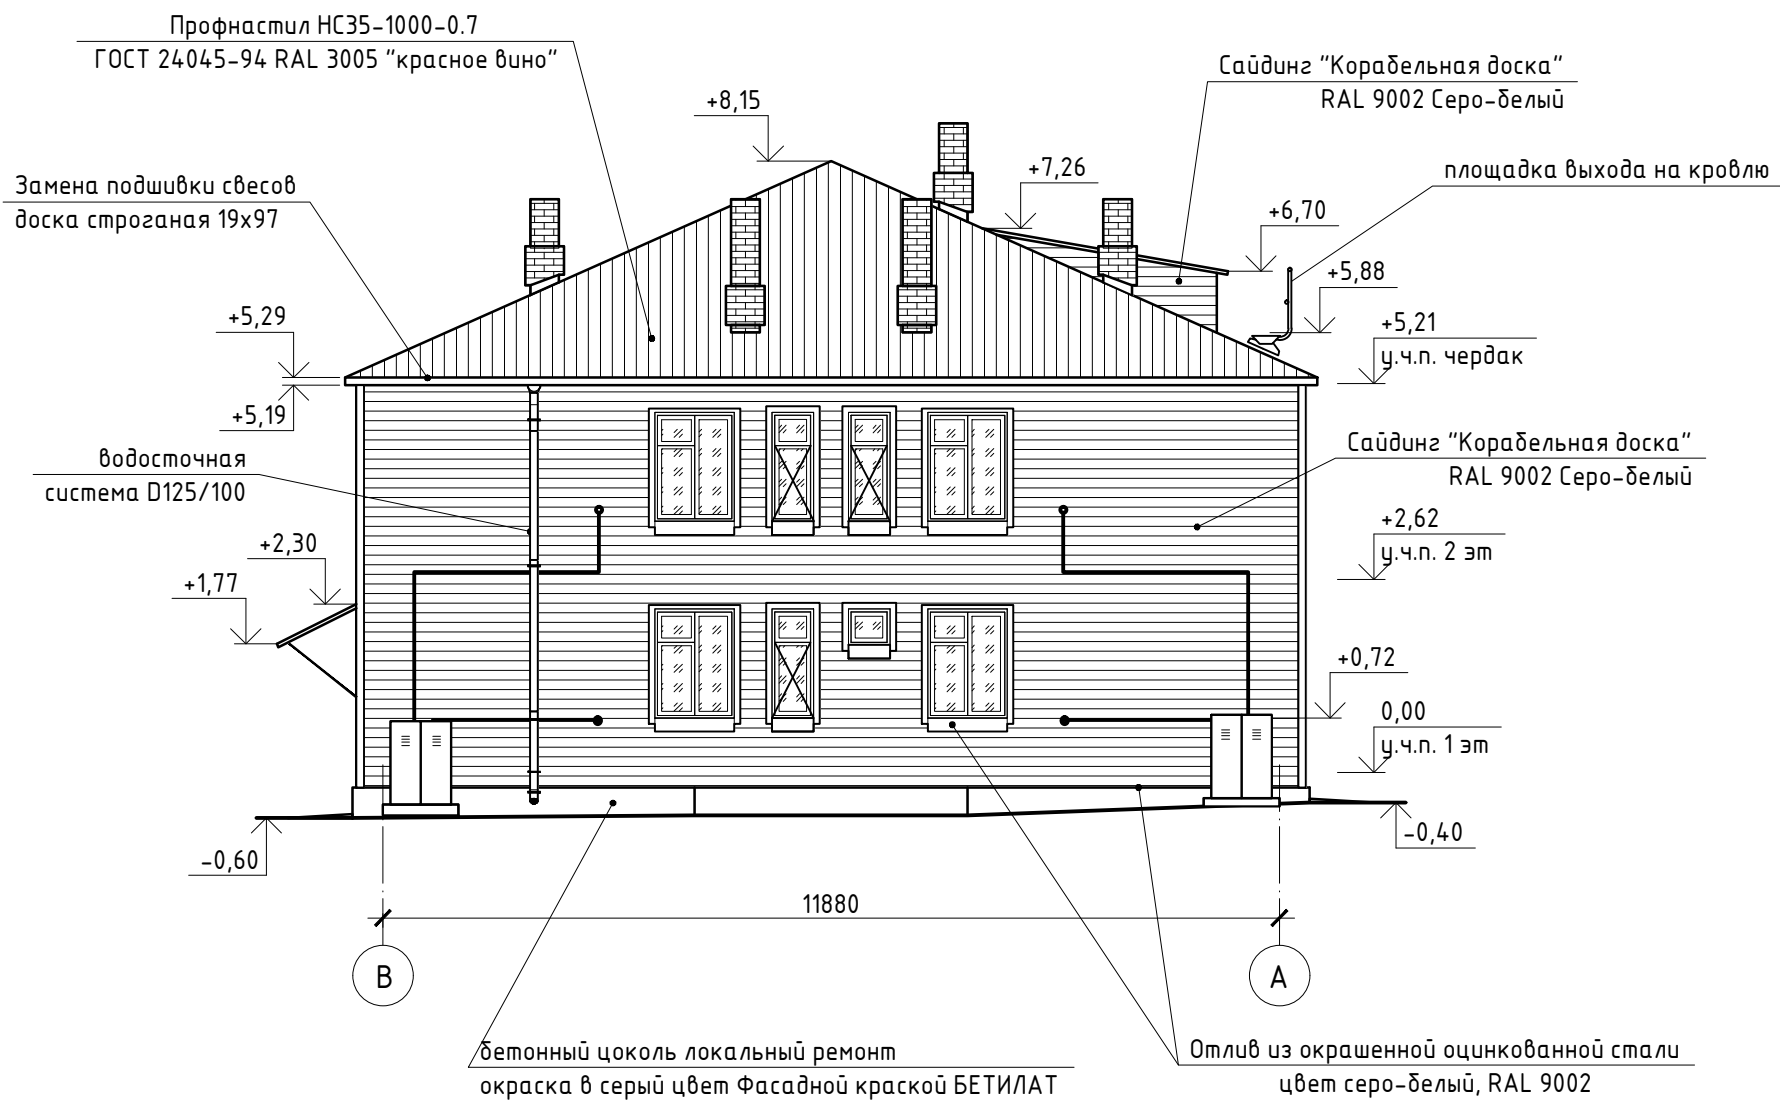 Профнастил НС35-1000-0.7
ГОСТ 24045-94 RAL 3005 "красное вино"
Сайдинг "Корабельная доска"
RAL 9002 Серо-белый
+8,15
Замена подшивки свесов
доска строганая 19х97
+7,26
площадка выхода на кровлю
+6,70
+5,88
+5,29
+5,21
у.ч.п. чердак
+5,19
водосточная
система D125/100
Сайдинг "Корабельная доска"
RAL 9002 Серо-белый
+2,62
у.ч.п. 2 эт
+2,30
+1,77
+0,72
0,00
у.ч.п. 1 эт
-0,60
-0,40
11880
В
А
бетонный цоколь локальный ремонт
окраска в серый цвет Фасадной краской БЕТИЛАТ
Отлив из окрашенной оцинкованной стали
цвет серо-белый, RAL 9002